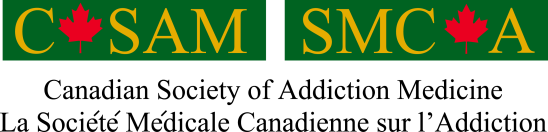 CSAM SMCA
Canadian Society of Addiction Medicine
La Société Médicale Canadienne sur l'Addiction